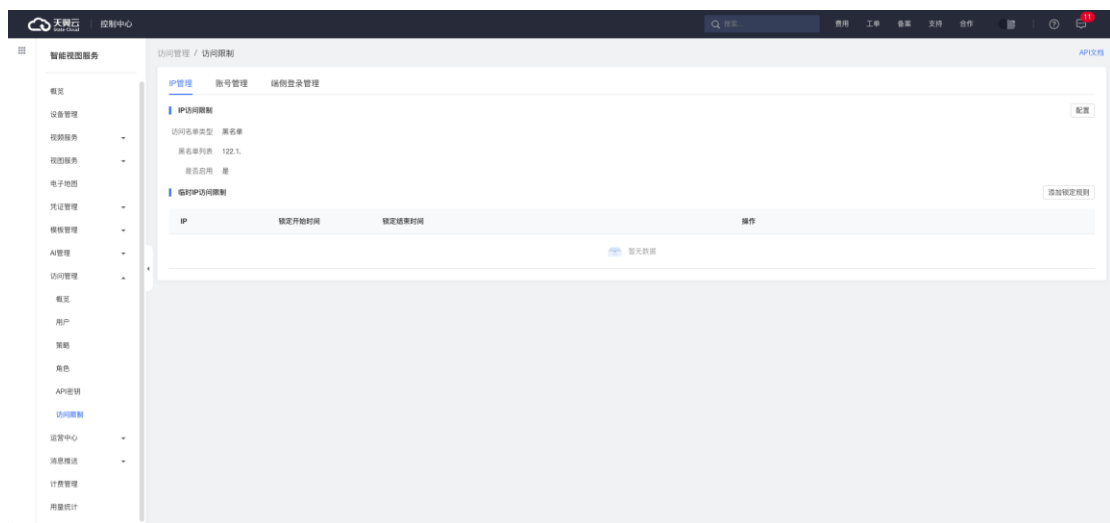 天翼云 控制中心 搜索... 费用 工单 备案 支持 合作 11
State Cloud
智能视图服务
访问管理 / 访问限制 API文档
概览
设备管理
视频服务
视图服务
电子地图
凭证管理
模板管理
AI管理
访问管理
概览
用户
策略
角色
API密钥
访问限制
运营中心
消息推送
计费管理
用量统计
IP管理 账号管理 端侧登录管理
IP访问限制 配置
访问名单类型 黑名单
黑名单列表 122.1.
是否启用 是
临时IP访问限制 添加锁定规则
IP 锁定开始时间 锁定结束时间 操作
暂无数据